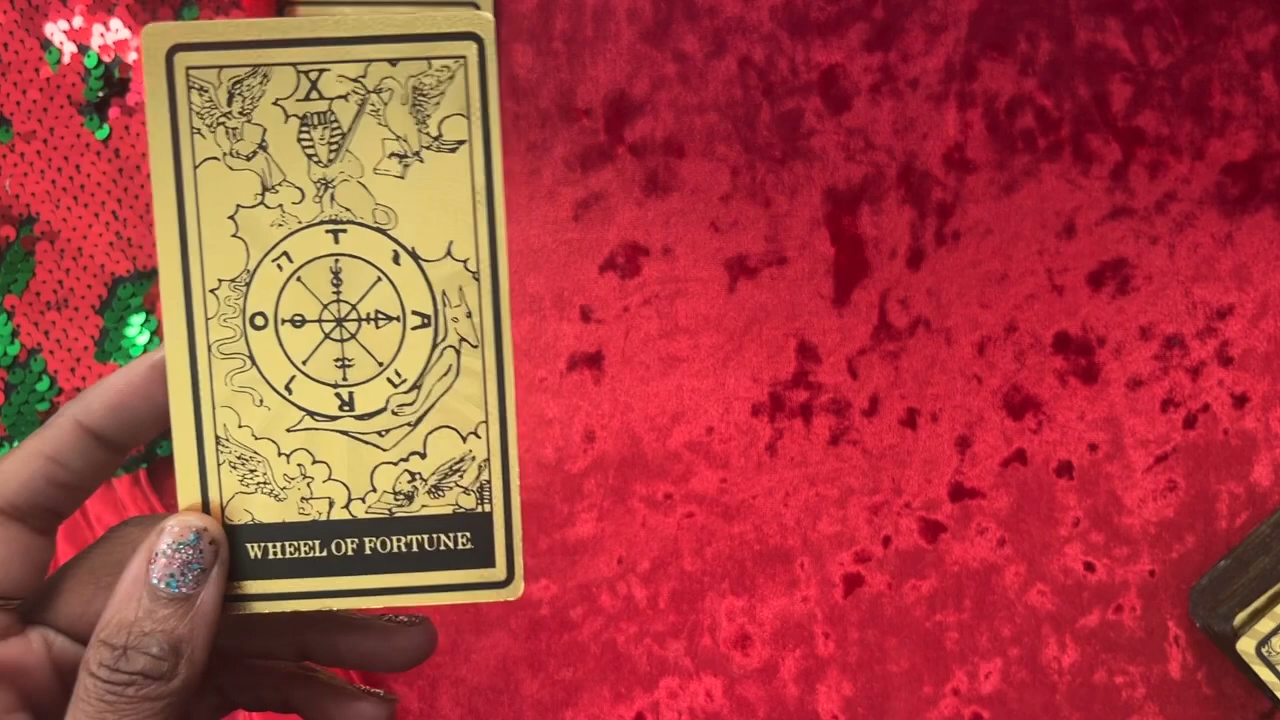 X
T
ה י
O A
ו ה
R
WHEEL OF FORTUNE.